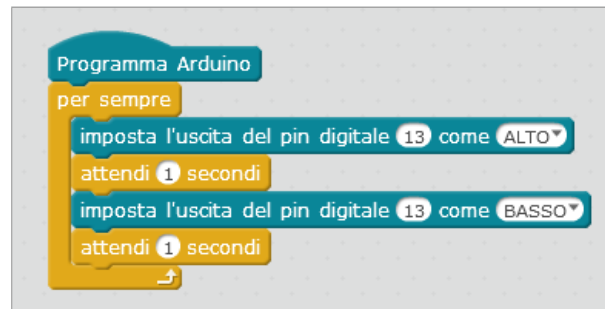 Programma Arduino
per sempre
imposta l'uscita del pin digitale 13 come ALTO
attendi 1 secondi
imposta l'uscita del pin digitale 13 come BASSO
attendi 1 secondi